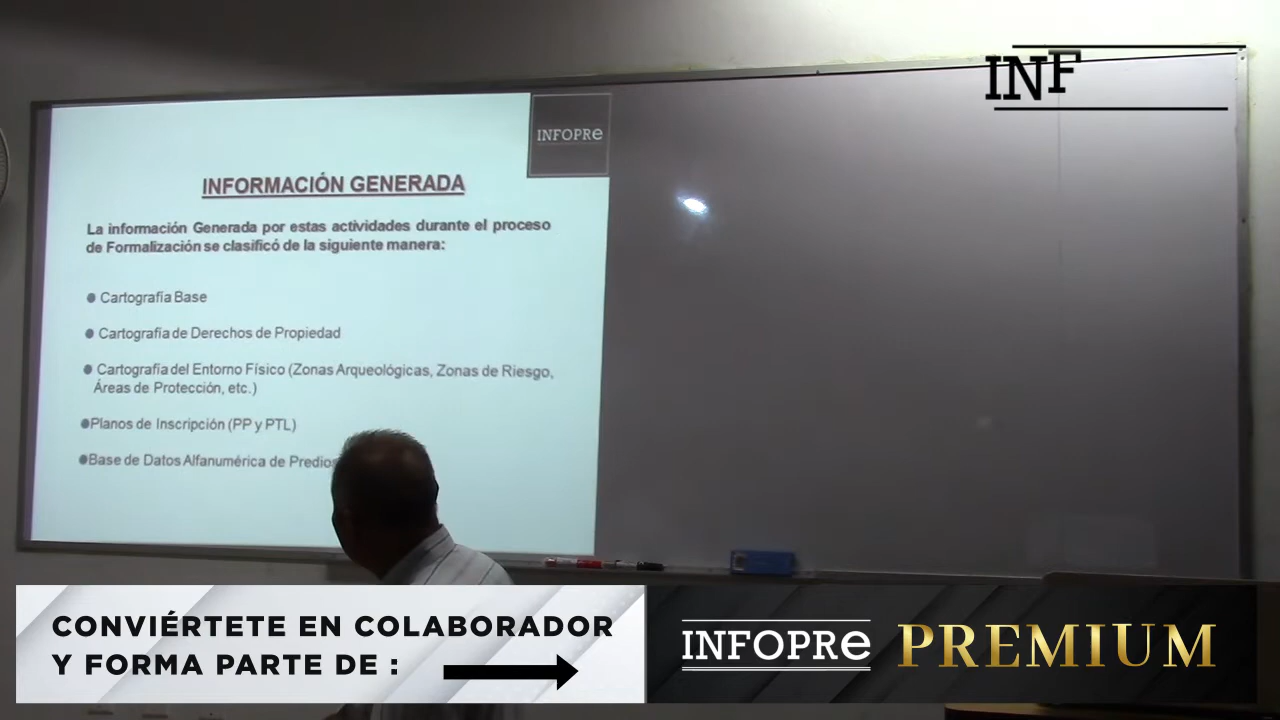 INF
INFOPRe
INFORMACIÓN GENERADA
La información Generada por estas actividades durante el proceso
de Formalización se clasificó de la siguiente manera:
Cartografía Base
Cartografía de Derechos de Propiedad
Cartografía del Entorno Físico (Zonas Arqueológicas, Zonas de Riesgo,
Áreas de Protección, etc.)
Planos de Inscripción (PP y PTL)
Base de Datos Alfanumérica de Predios
CONVIÉRTETE EN COLABORADOR
Y FORMA PARTE DE :
INFOPRe PREMIUM